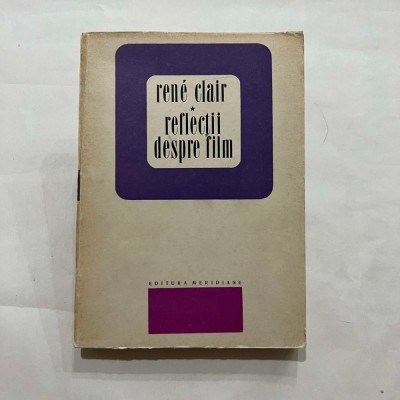 rené clair
★
reflecții
despre film
EDITURA MERIDIANE